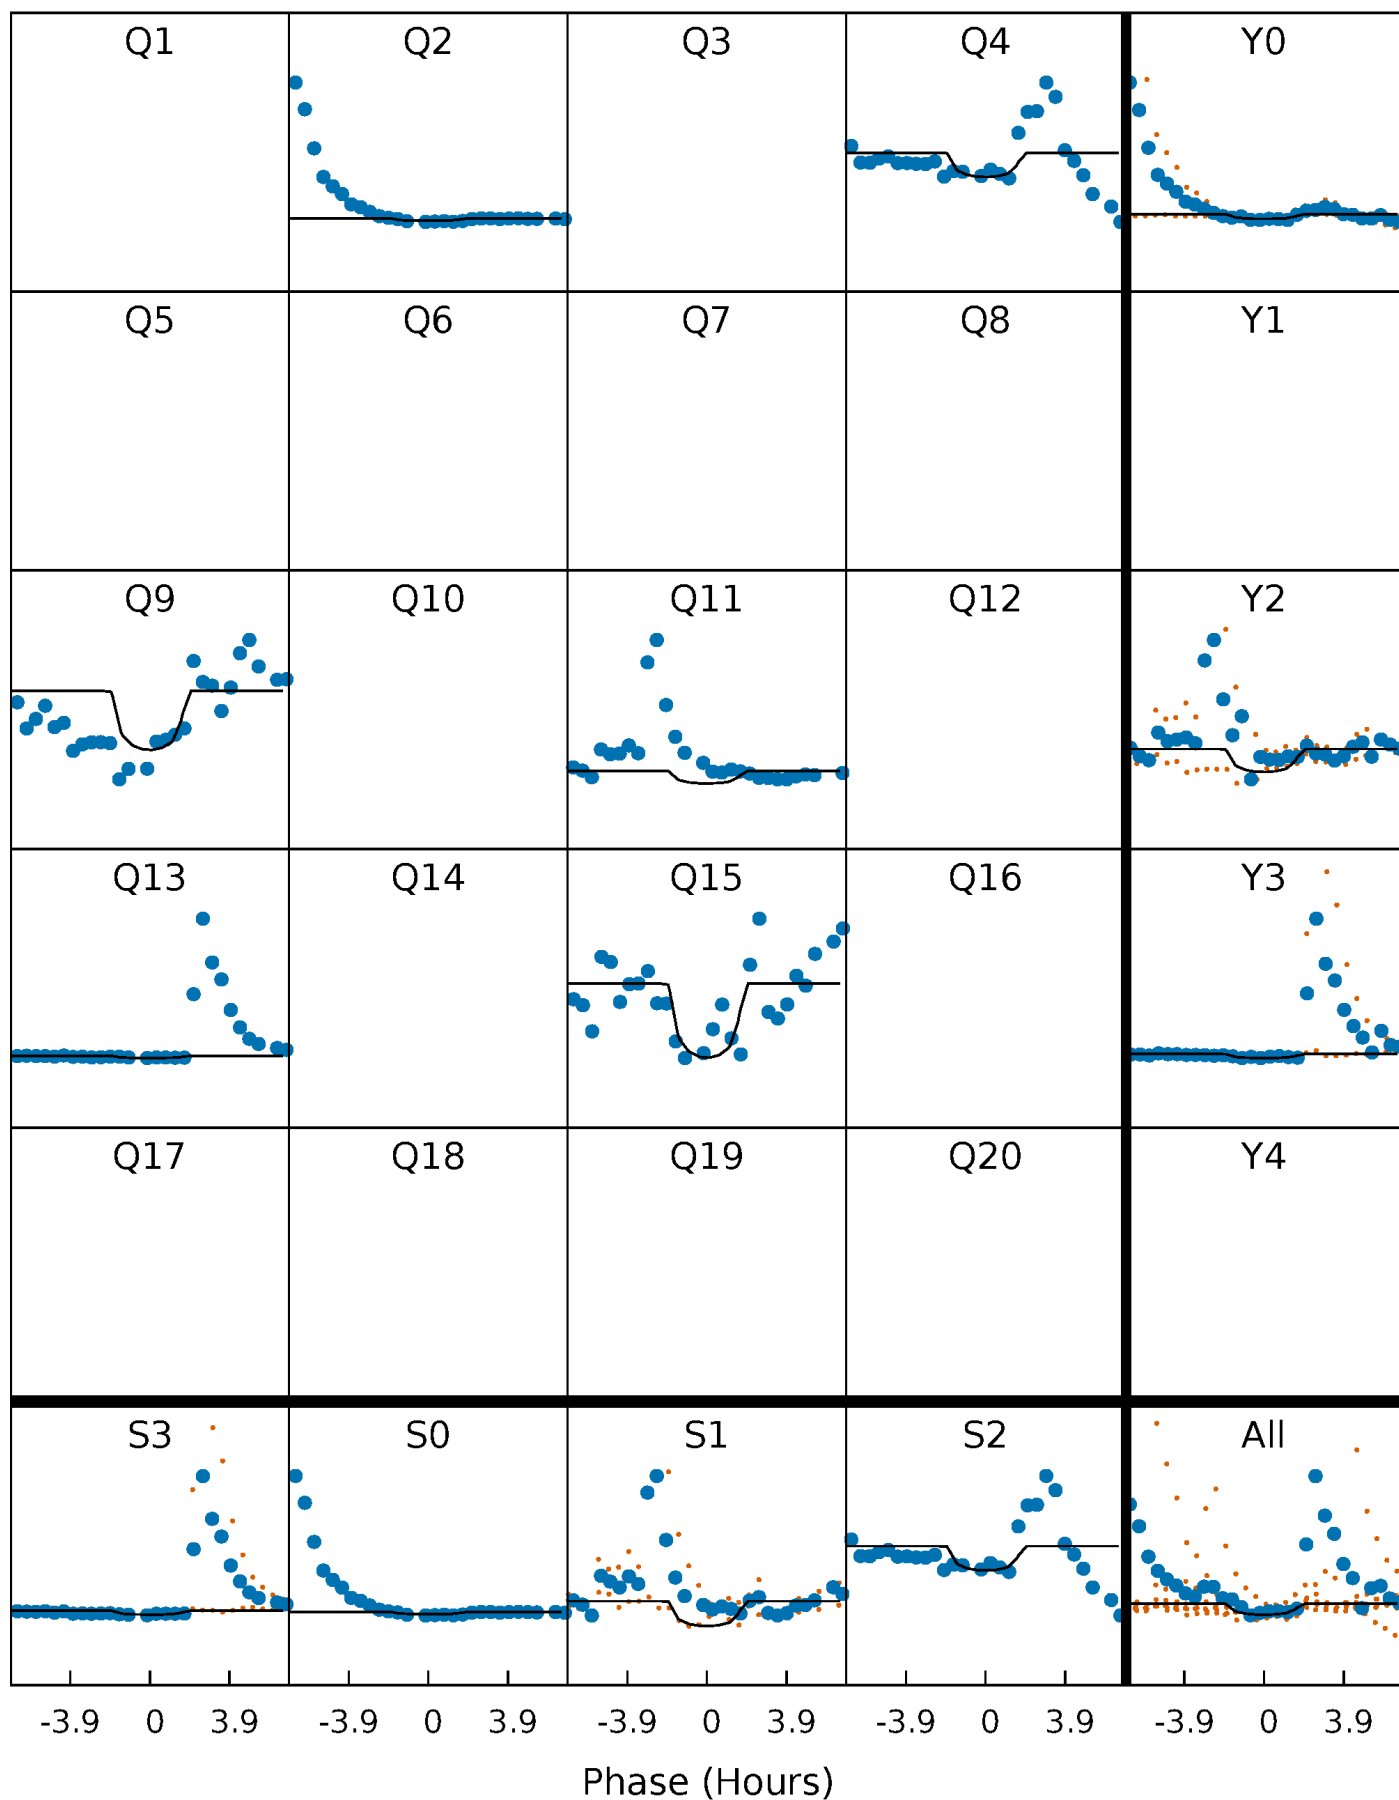 Q1 Q2 Q3 Q4 Y0
Q5 Q6 Q7 Q8 Y1
Q9 Q10 Q11 Q12 Y2
Q13 Q14 Q15 Q16 Y3
Q17 Q18 Q19 Q20 Y4
S3 S0 S1 S2 All
-3.9 0 3.9 -3.9 0 3.9 -3.9 0 3.9 -3.9 0 3.9 -3.9 0 3.9
Phase (Hours)